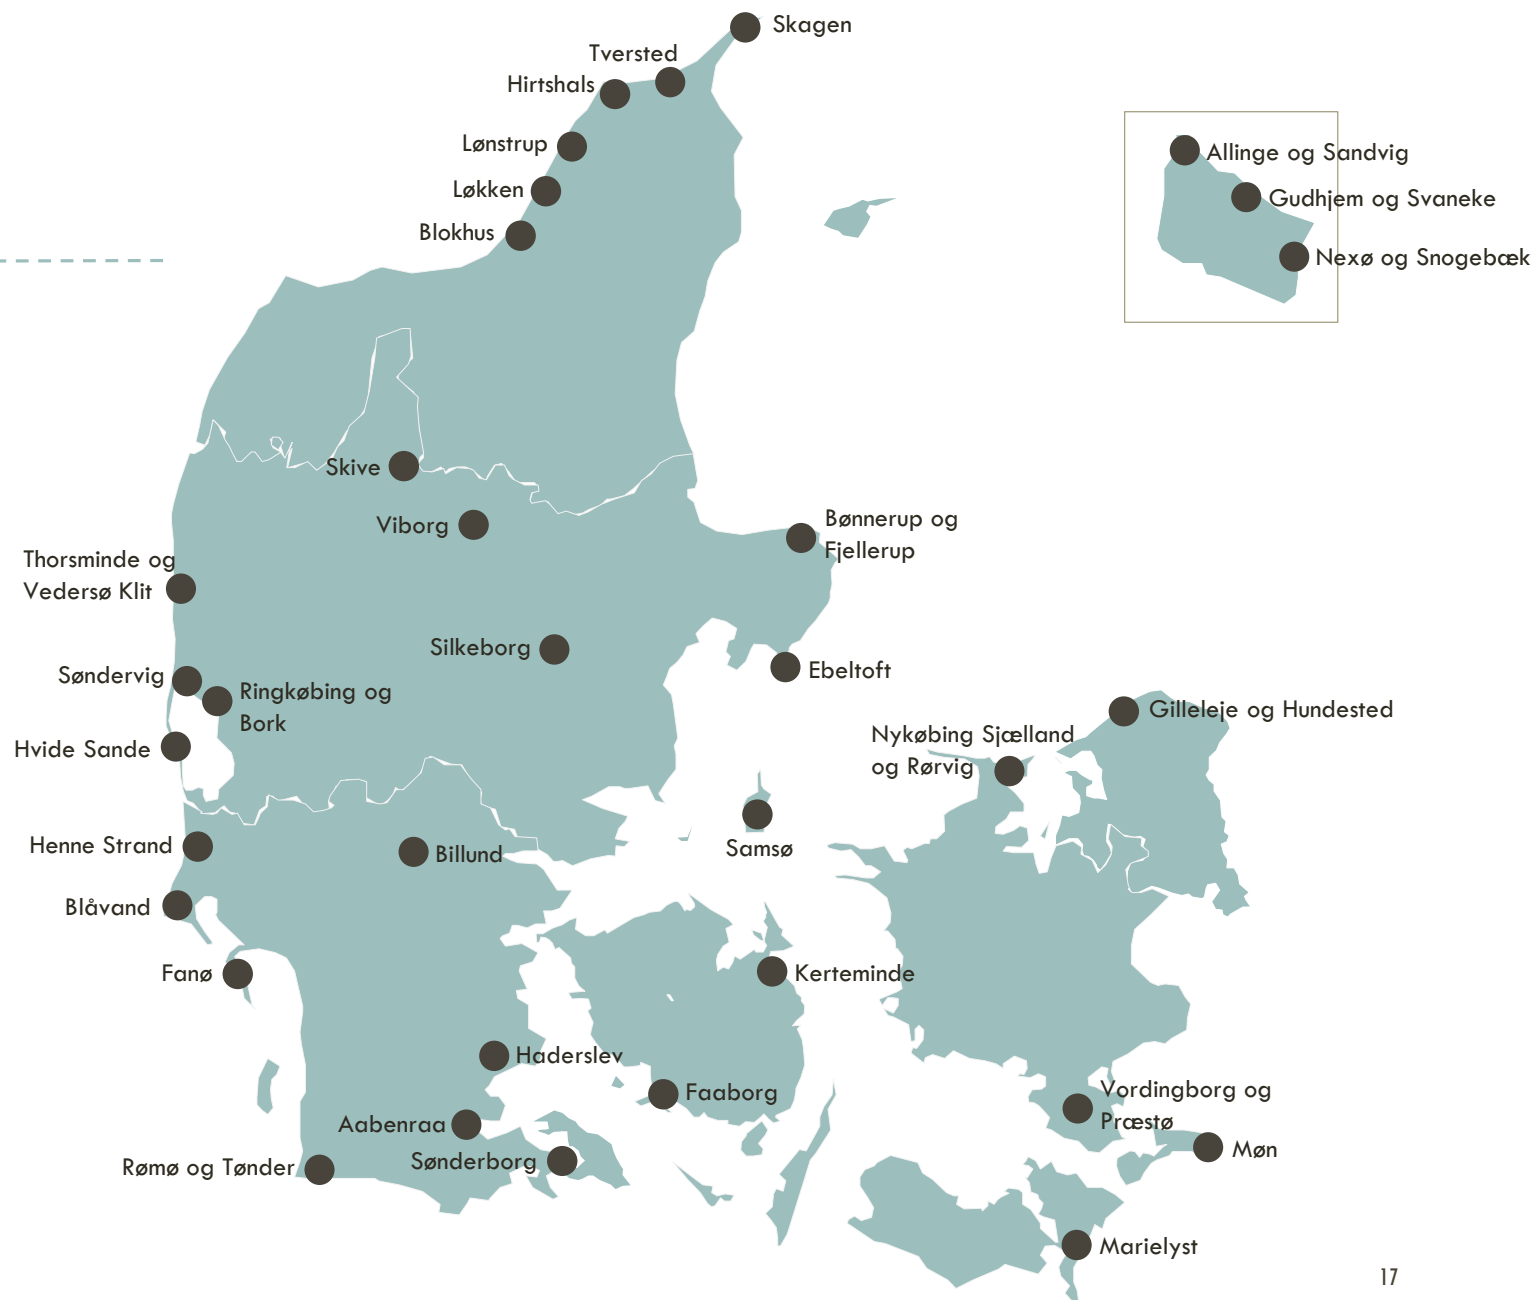 Skagen
Tversted
Hirtshals
Lønstrup
Løkken
Blokhus
Allinge og Sandvig
Gudhjem og Svaneke
Nexø og Snogebæk
Skive
Viborg
Bønnerup og
Fjellerup
Thorsminde og
Vedersø Klit
Silkeborg
Ebeltoft
Søndervig
Ringkøbing og
Bork
Hvide Sande
Gilleleje og Hundested
Nykøbing Sjælland
og Rørvig
Samsø
Henne Strand
Billund
Blåvand
Fanø
Kerteminde
Haderslev
Faaborg
Vordingborg og
Præstø
Aabenraa
Sønderborg
Møn
Rømø og Tønder
Marielyst
17